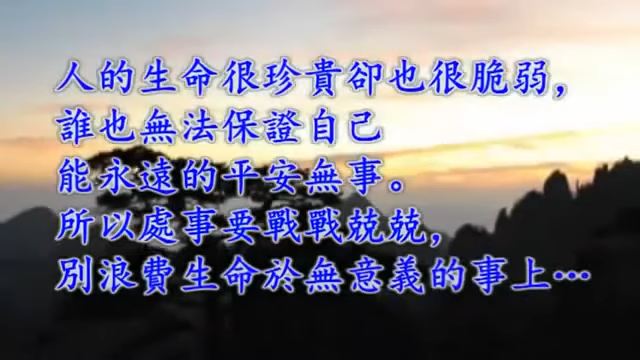 人的生命很珍貴卻也很脆弱，
誰也無法保證自己
能永遠的平安無事。
所以處事要戰戰兢兢，
別浪費生命於無意義的事上…